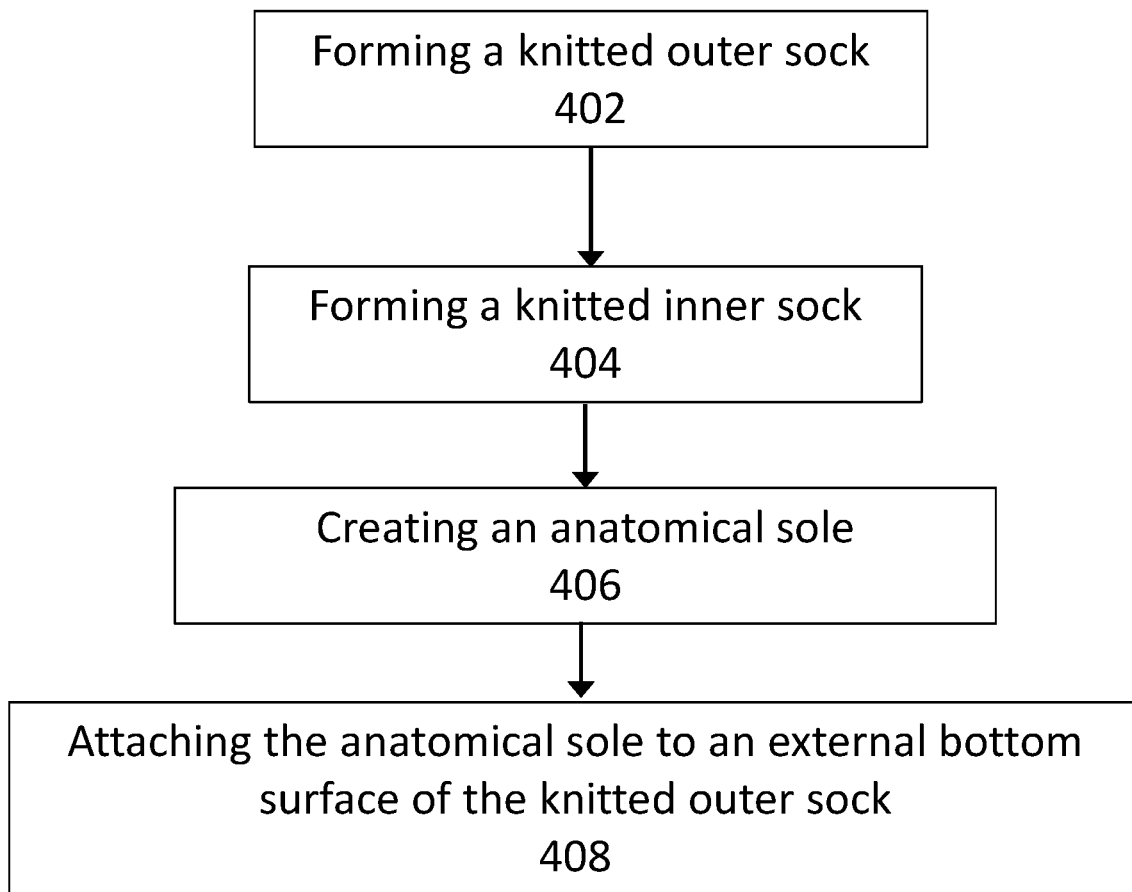 Forming a knitted outer sock
402
Forming a knitted inner sock
404
Creating an anatomical sole
406
Attaching the anatomical sole to an external bottom
surface of the knitted outer sock
408